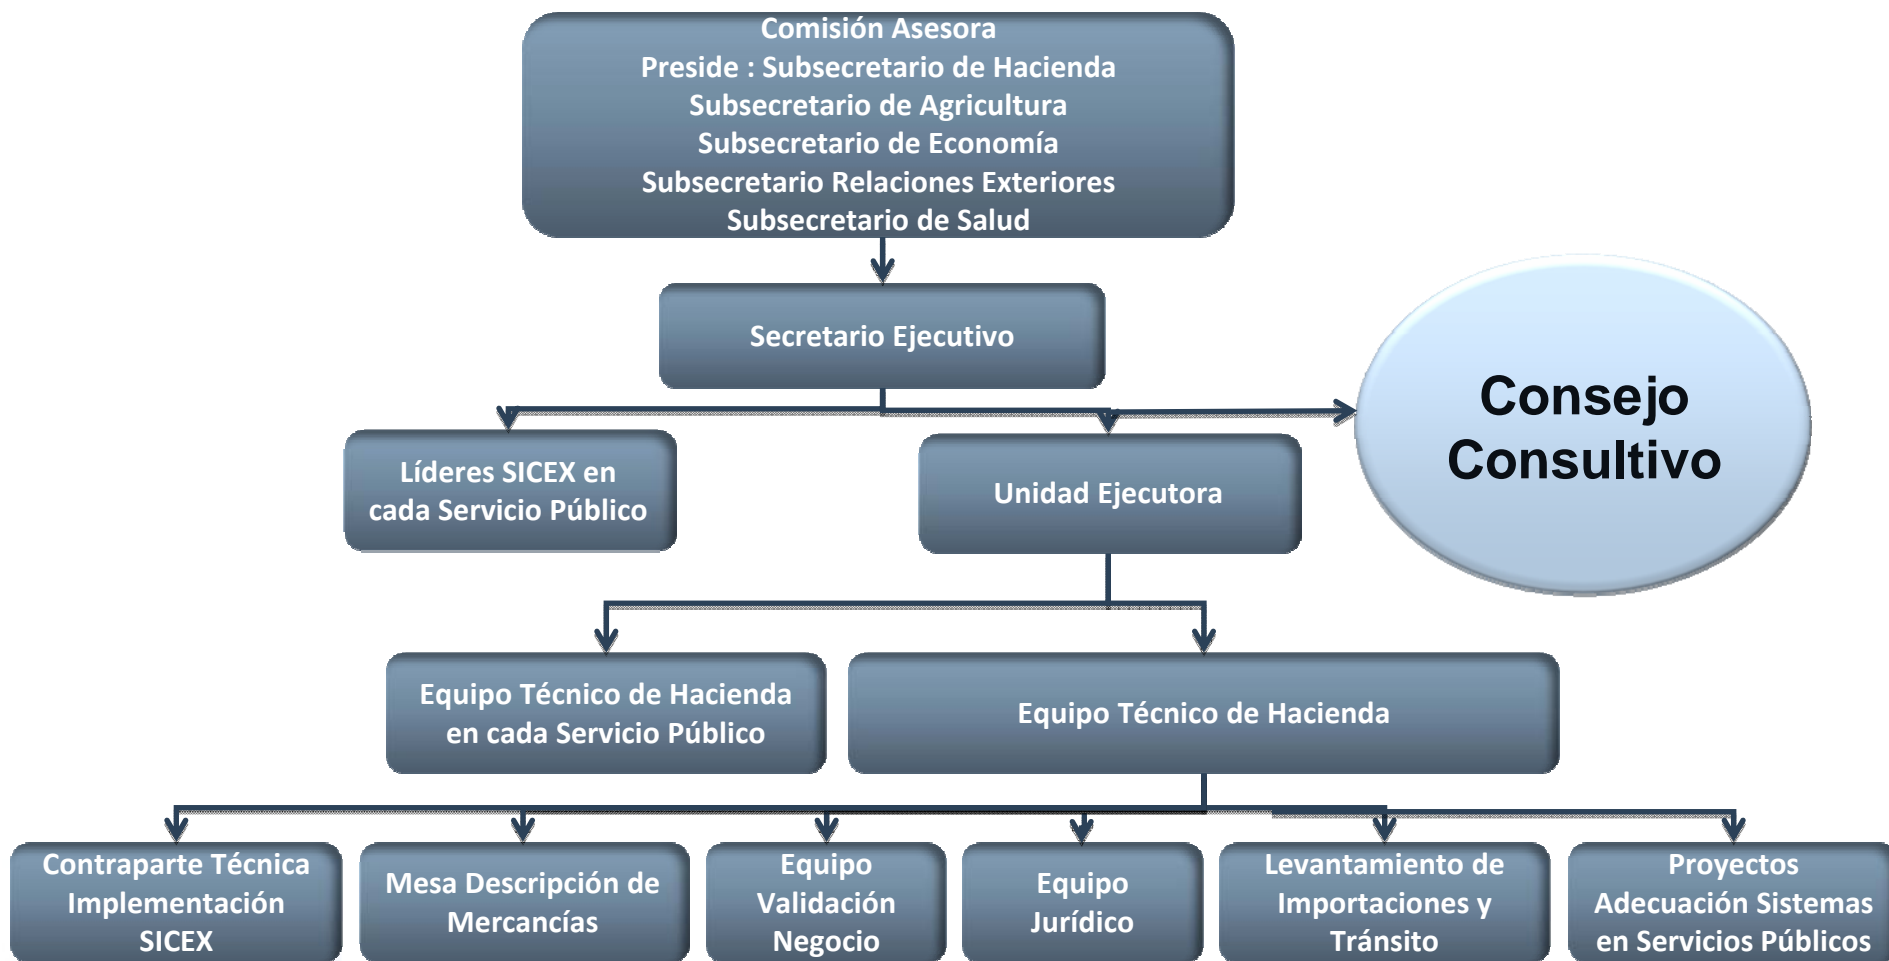 Comisión Asesora
Preside : Subsecretario de Hacienda
Subsecretario de Agricultura
Subsecretario de Economía
Subsecretario Relaciones Exteriores
Subsecretario de Salud
Secretario Ejecutivo
Consejo
Consultivo
Líderes SICEX en
cada Servicio Público
Unidad Ejecutora
Equipo Técnico de Hacienda
en cada Servicio Público
Equipo Técnico de Hacienda
Contraparte Técnica
Implementación
SICEX
Mesa Descripción de
Mercancías
Equipo
Validación
Negocio
Equipo
Jurídico
Levantamiento de
Importaciones y
Tránsito
Proyectos
Adecuación Sistemas
en Servicios Públicos